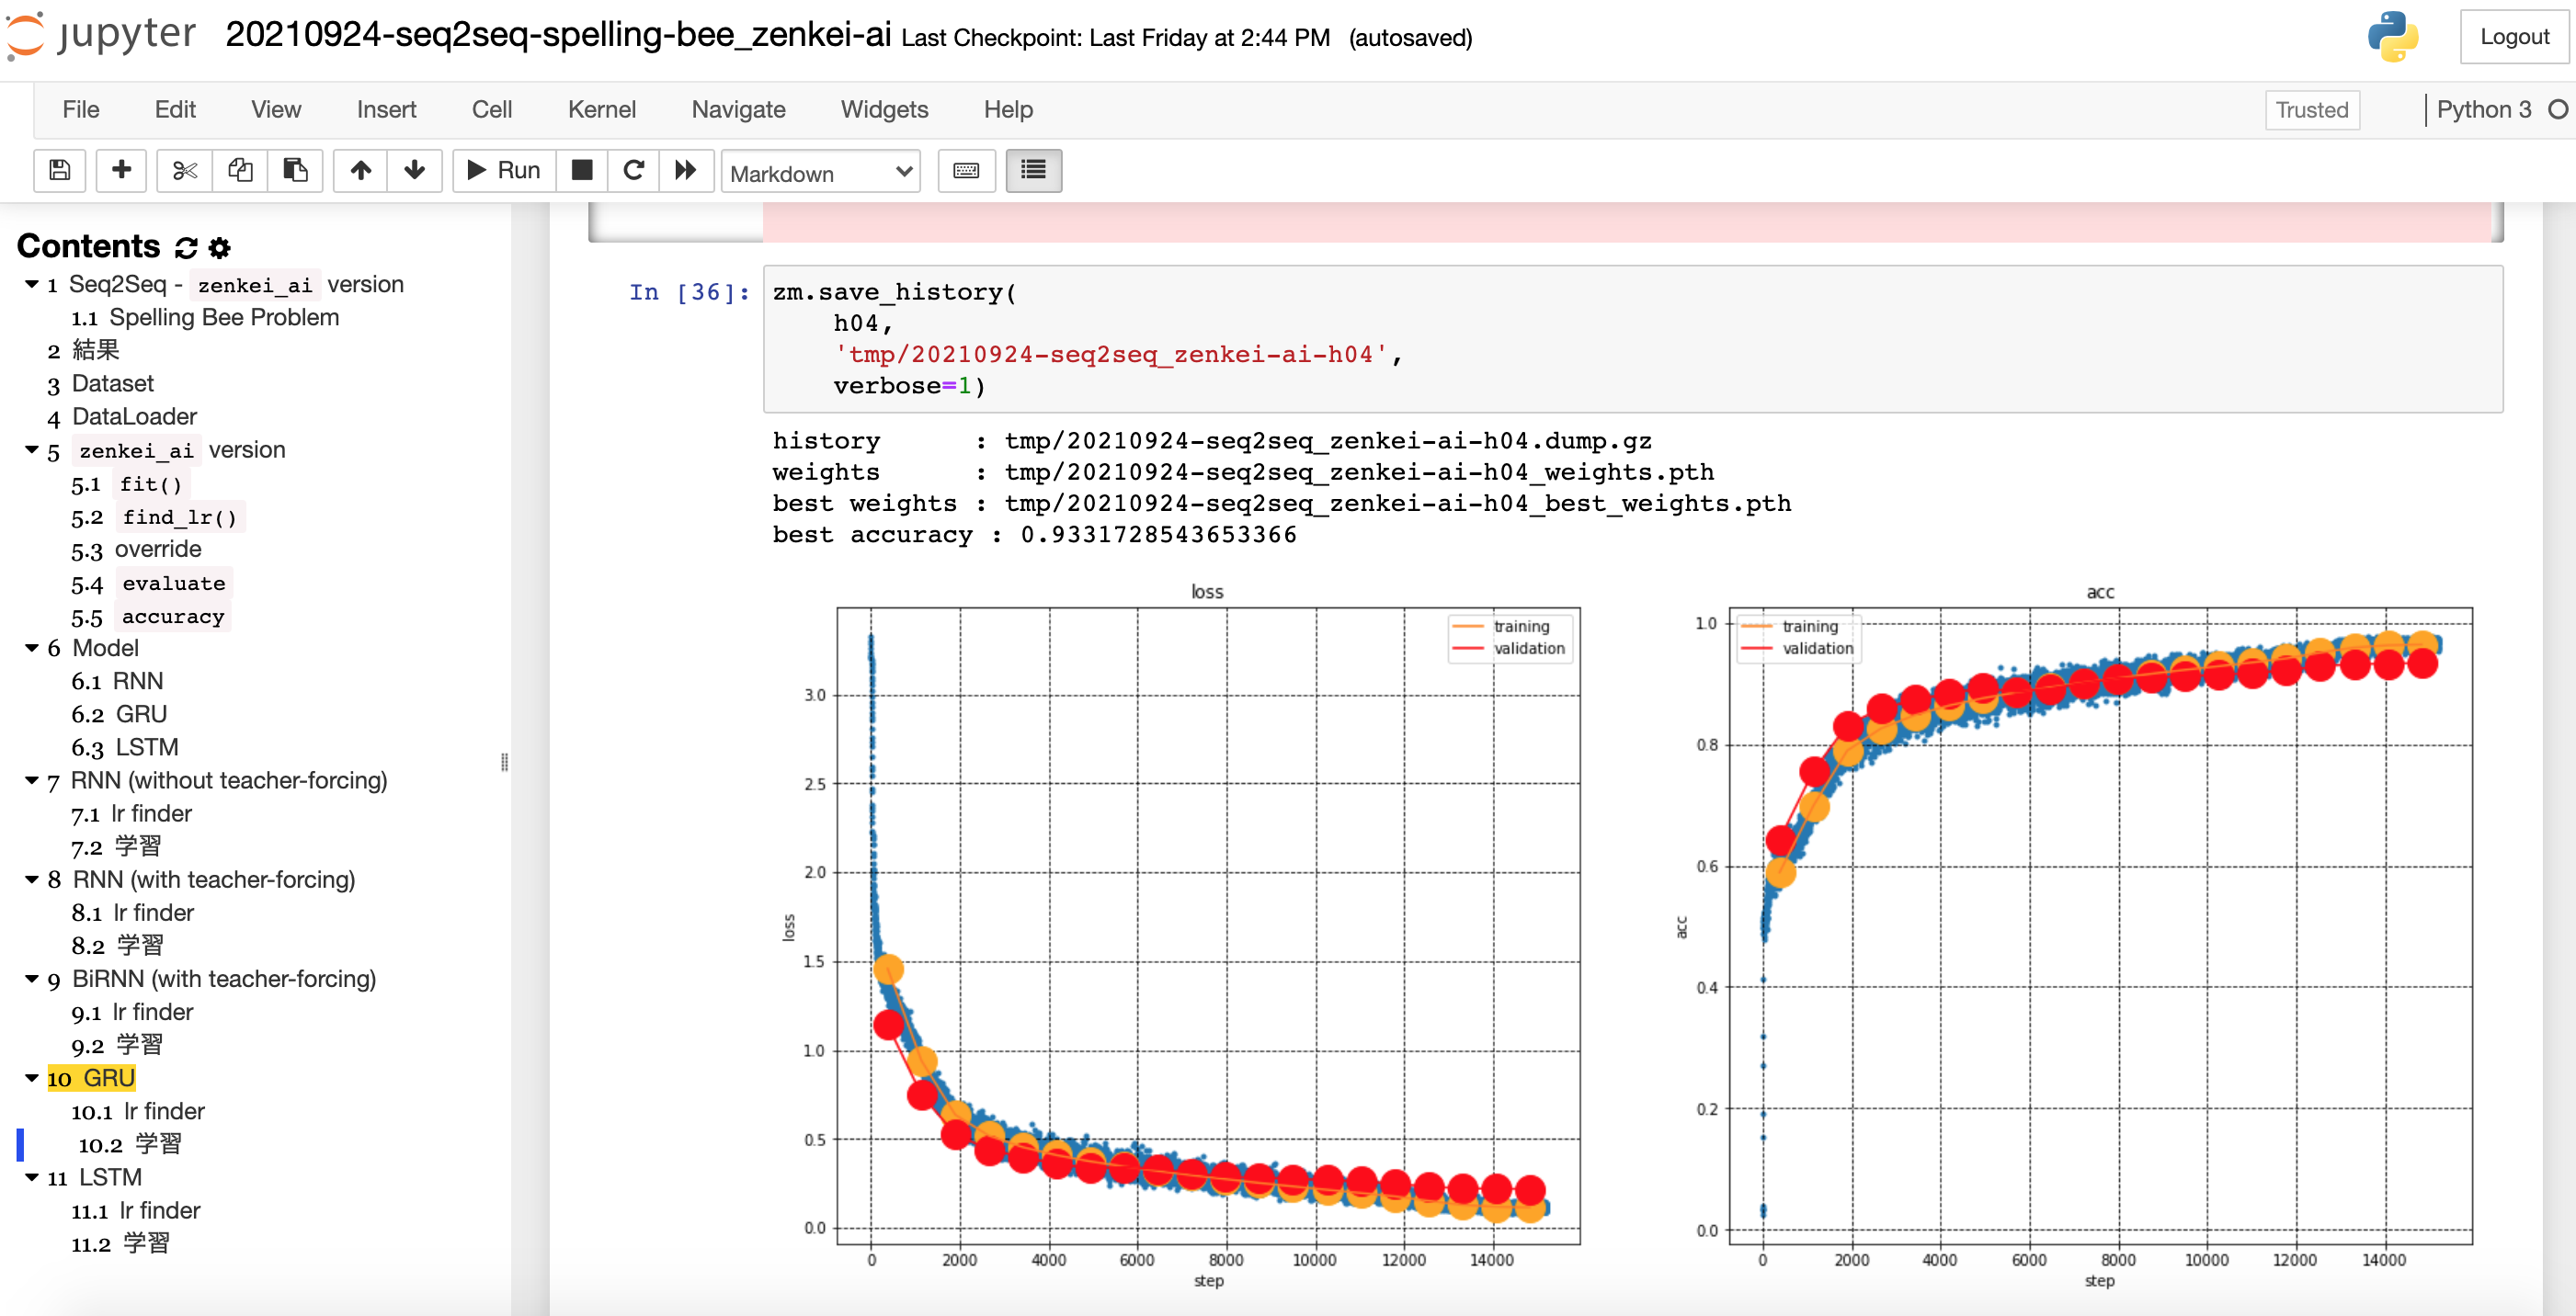 jupyter 20210924-seq2seq-spelling-bee_zenkei-ai Last Checkpoint: Last Friday at 2:44 PM (autosaved)
Logout
File Edit View Insert Cell Kernel Navigate Widgets Help
Trusted
Python 3
Run
Markdown
Contents
1 Seq2Seq - zenkei_ai version
1.1 Spelling Bee Problem
2 結果
3 Dataset
4 DataLoader
5 zenkei_ai version
5.1 fit()
5.2 find_lr()
5.3 override
5.4 evaluate
5.5 accuracy
6 Model
6.1 RNN
6.2 GRU
6.3 LSTM
7 RNN (without teacher-forcing)
7.1 lr finder
7.2 学習
8 RNN (with teacher-forcing)
8.1 lr finder
8.2 学習
9 BiRNN (with teacher-forcing)
9.1 lr finder
9.2 学習
10 GRU
10.1 lr finder
10.2 学習
11 LSTM
11.1 lr finder
11.2 学習
In [36]:
zm.save_history(
h04,
'tmp/20210924-seq2seq_zenkei-ai-h04',
verbose=1)
history : tmp/20210924-seq2seq_zenkei-ai-h04.dump.gz
weights : tmp/20210924-seq2seq_zenkei-ai-h04_weights.pth
best weights : tmp/20210924-seq2seq_zenkei-ai-h04_best_weights.pth
best accuracy : 0.9331728543653366
loss
training
validation
3.0
2.5
2.0
1.5
1.0
0.5
0.0
loss
0 2000 4000 6000 8000 10000 12000 14000
step
acc
training
validation
1.0
0.8
0.6
0.4
0.2
0.0
acc
0 2000 4000 6000 8000 10000 12000 14000
step